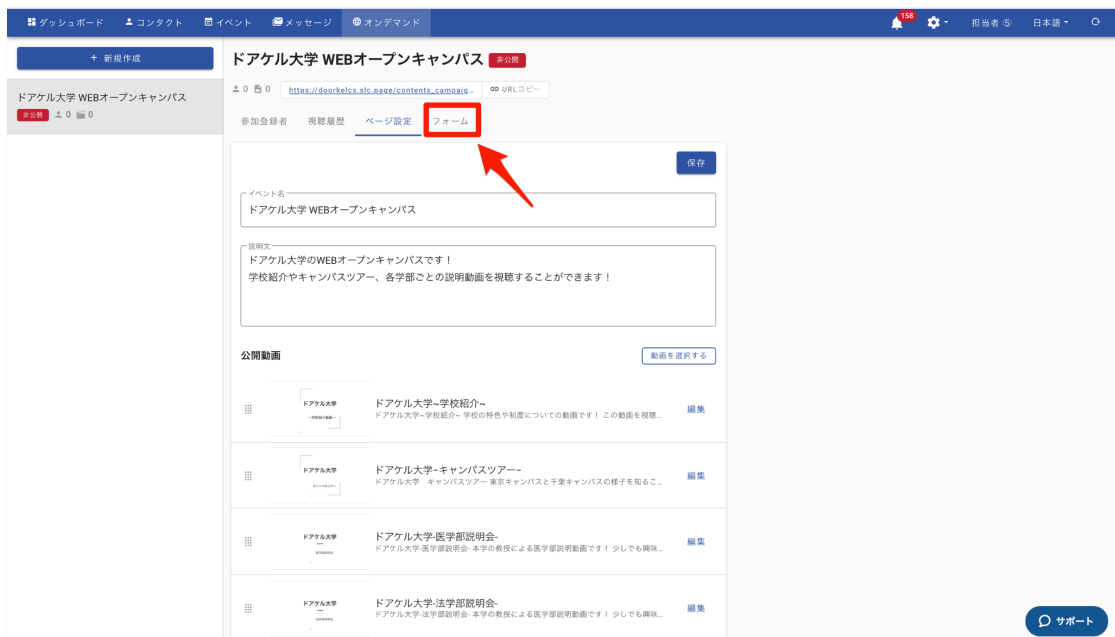 ダッシュボード コンタクト イベント メッセージ オンデマンド 158 担当者 ⑤ 日本語
+ 新規作成
ドアケル大学 WEBオープンキャンパス
非公開 0 0
ドアケル大学 WEBオープンキャンパス 非公開
0 0 https://doorkelcs.slc.page/contents_campaig… URLコピー
参加登録者 視聴履歴 ページ設定 フォーム
保存
イベント名
ドアケル大学 WEBオープンキャンパス
説明文
ドアケル大学のWEBオープンキャンパスです！
学校紹介やキャンパスツアー、各学部ごとの説明動画を視聴することができます！
公開動画 動画を選択する
ドアケル大学
~学校紹介動画~
ドアケル大学~学校紹介~
ドアケル大学~学校紹介~ 学校の特色や制度についての動画です！ この動画を視聴…
編集
ドアケル大学
キャンパスツアー
ドアケル大学-キャンパスツアー-
ドアケル大学 キャンパスツアー 東京キャンパスと千葉キャンパスの様子を知るこ…
編集
ドアケル大学
医学部説明会
ドアケル大学-医学部説明会-
ドアケル大学-医学部説明会- 本学の教授による医学部説明動画です！ 少しでも興味…
編集
ドアケル大学
ドアケル大学-法学部説明会-
ドアケル大学-法学部説明会- 本学の教授による医学部説明動画です！ 少しでも興味…
編集
サポート